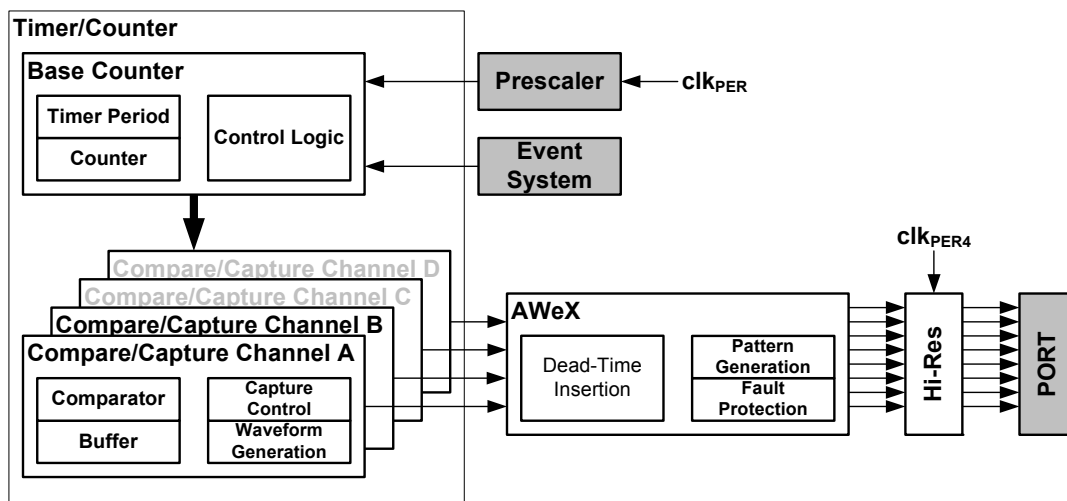 Timer/Counter
Base Counter
Timer Period
Counter
Control Logic
Prescaler
clkPER
Event
System
Compare/Capture Channel D
Compare/Capture Channel C
Compare/Capture Channel B
Compare/Capture Channel A
Comparator
Buffer
Capture
Control
Waveform
Generation
AWeX
Dead-Time
Insertion
Pattern
Generation
Fault
Protection
clkPER4
Hi-Res
PORT